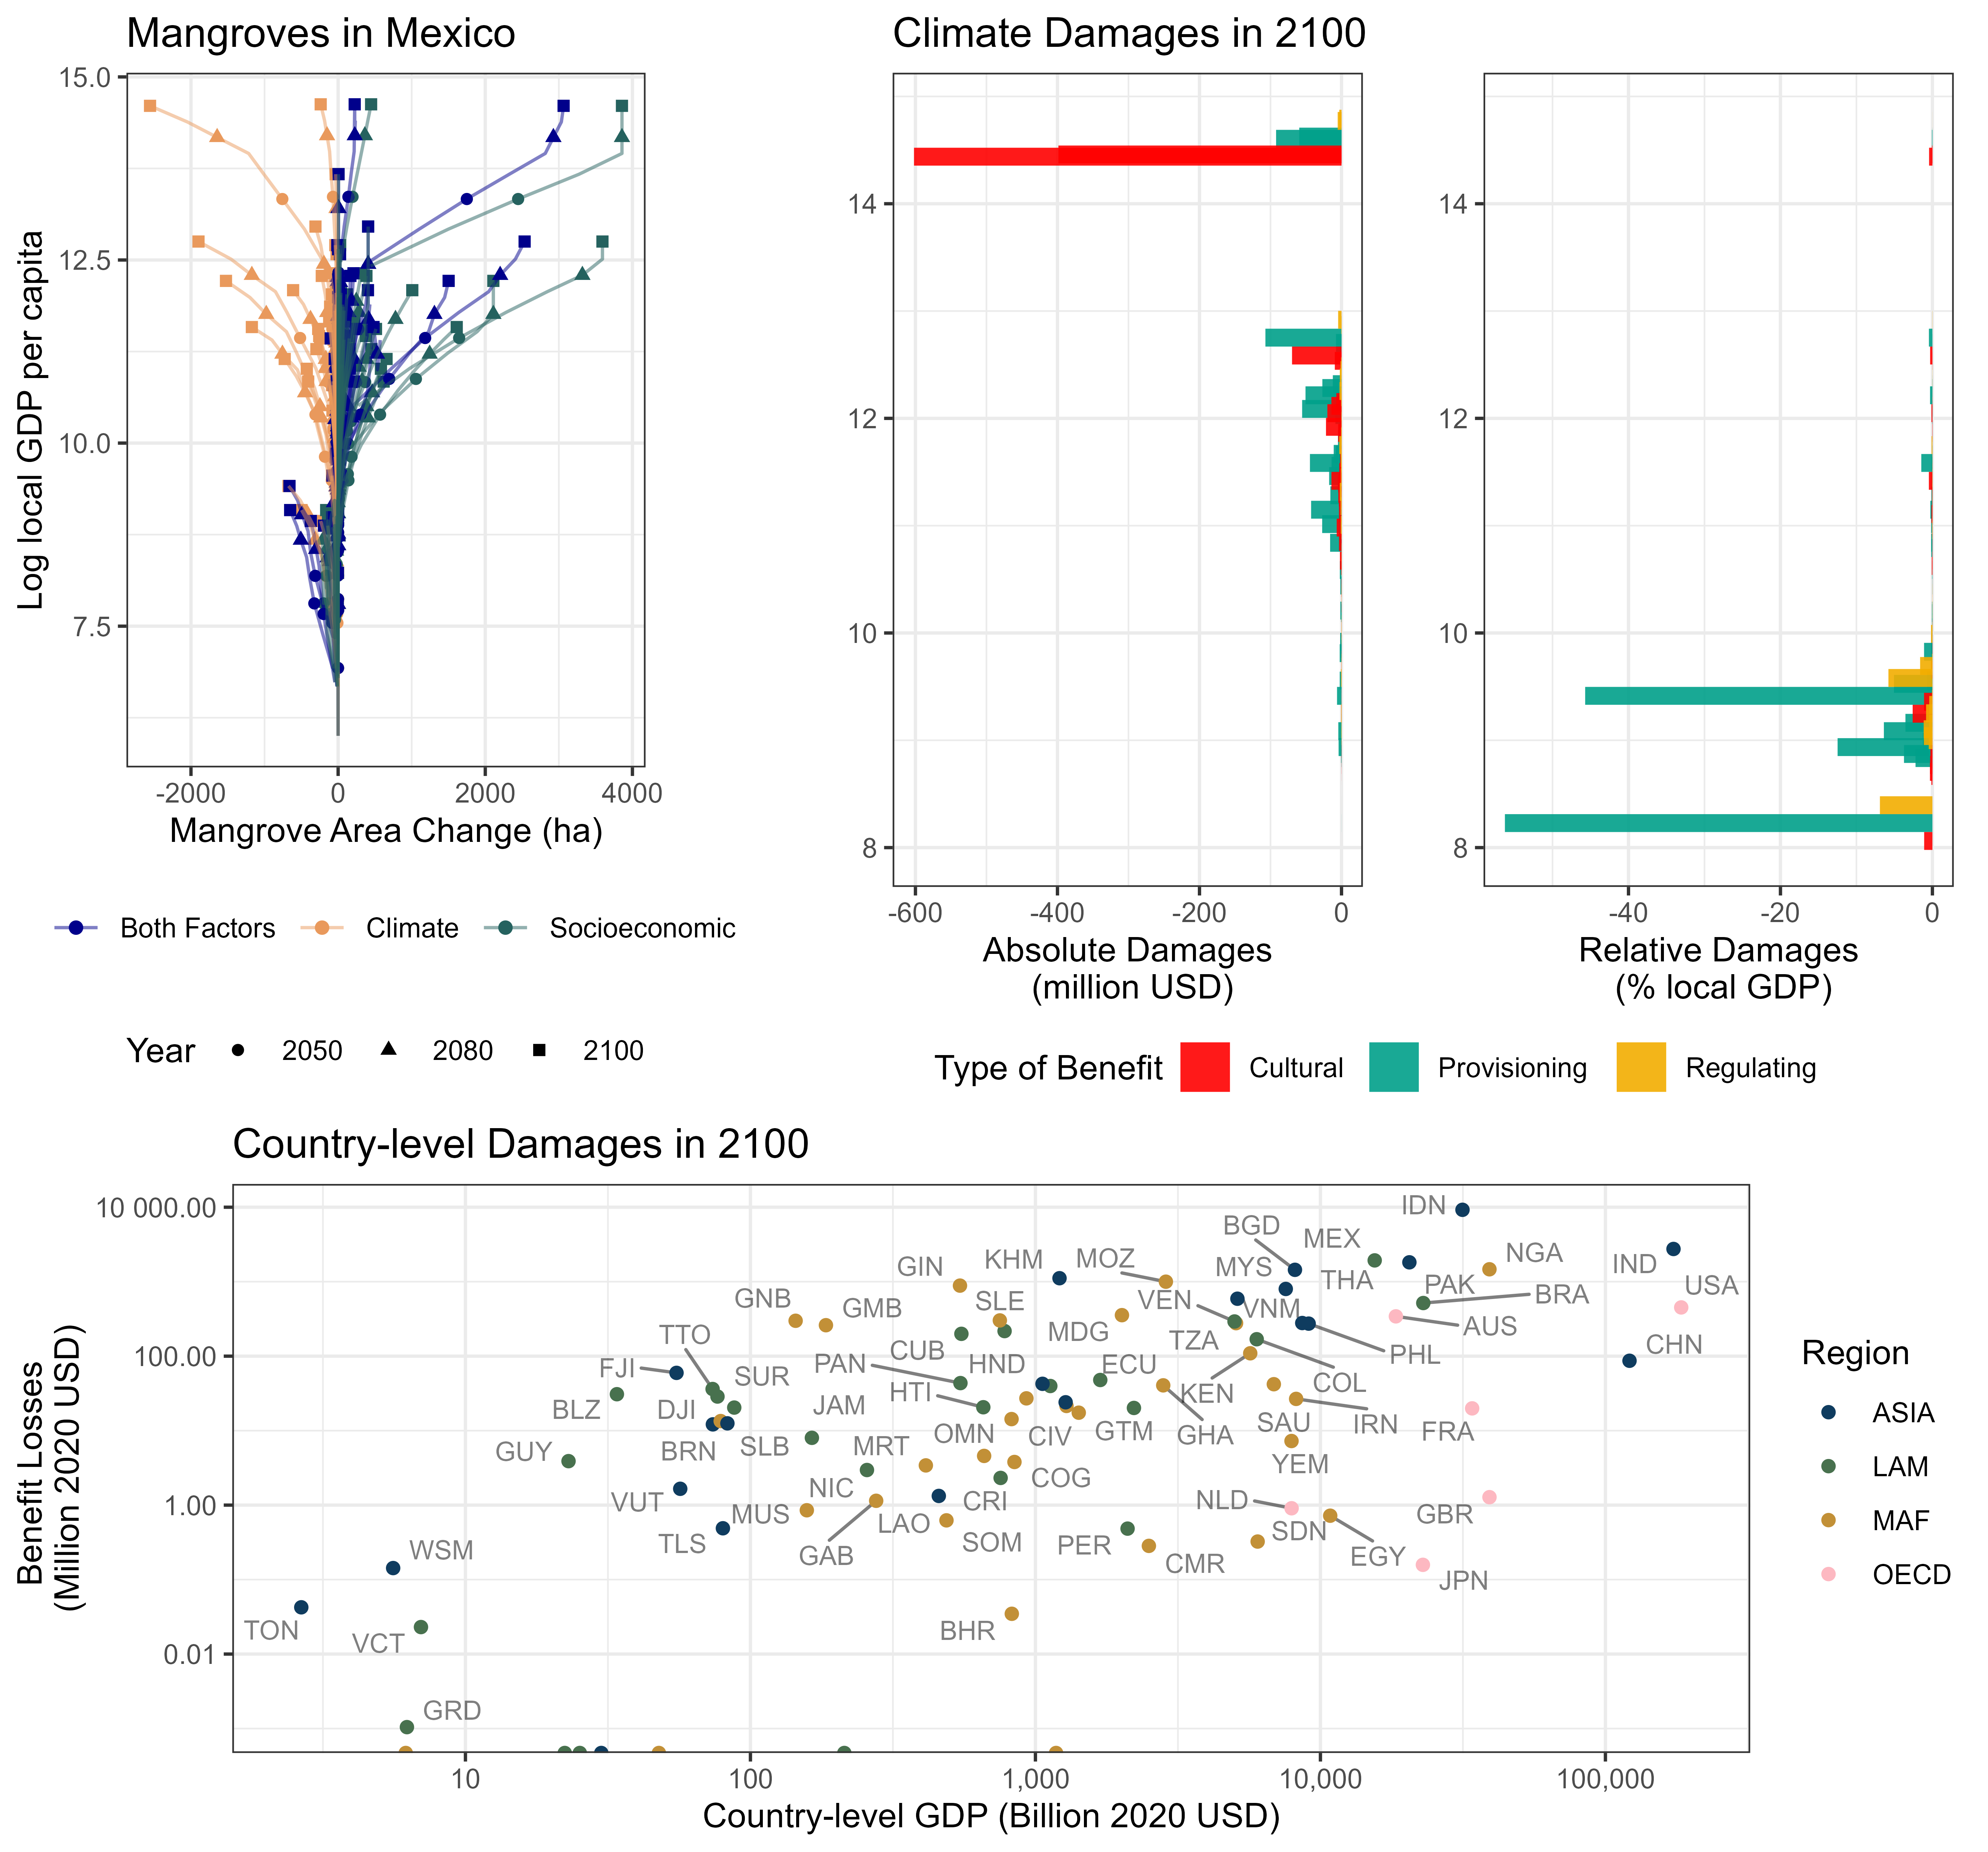 Mangroves in Mexico
Climate Damages in 2100
15.0
12.5
10.0
7.5
Log local GDP per capita
-2000 0 2000 4000
Mangrove Area Change (ha)
Both Factors Climate Socioeconomic
Year 2050 2080 2100
14
12
10
8
-600 -400 -200 0
Absolute Damages
(million USD)
14
12
10
8
-40 -20 0
Relative Damages
(% local GDP)
Type of Benefit Cultural Provisioning Regulating
Country-level Damages in 2100
10 000.00
100.00
1.00
0.01
Benefit Losses
(Million 2020 USD)
IDN
BGD
MEX
NGA
IND
GIN
KHM
MOZ
MYS
THA
PAK
BRA
USA
GNB
GMB
SLE
VEN
VNM
AUS
TTO
MDG
TZA
CHN
FJI
SUR
PAN
CUB
HND
ECU
PHL
HTI
KEN
COL
BLZ
DJI
JAM
SAU
IRN
FRA
GUY
BRN
SLB
MRT
OMN
CIV
GTM
GHA
YEM
VUT
NIC
COG
MUS
CRI
NLD
GBR
TLS
GAB
LAO
SOM
PER
SDN
EGY
WSM
CMR
JPN
TON
VCT
BHR
GRD
10 100 1,000 10,000 100,000
Country-level GDP (Billion 2020 USD)
Region
ASIA
LAM
MAF
OECD